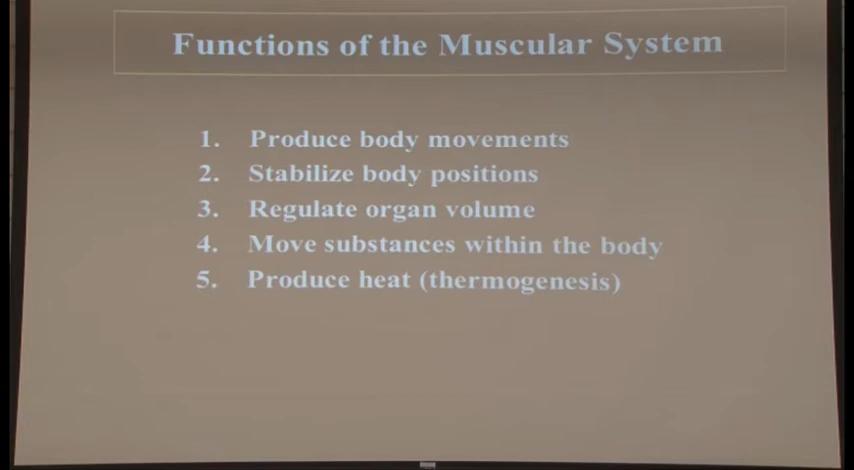 Functions of the Muscular System
1. Produce body movements
2. Stabilize body positions
3. Regulate organ volume
4. Move substances within the body
5. Produce heat (thermogenesis)